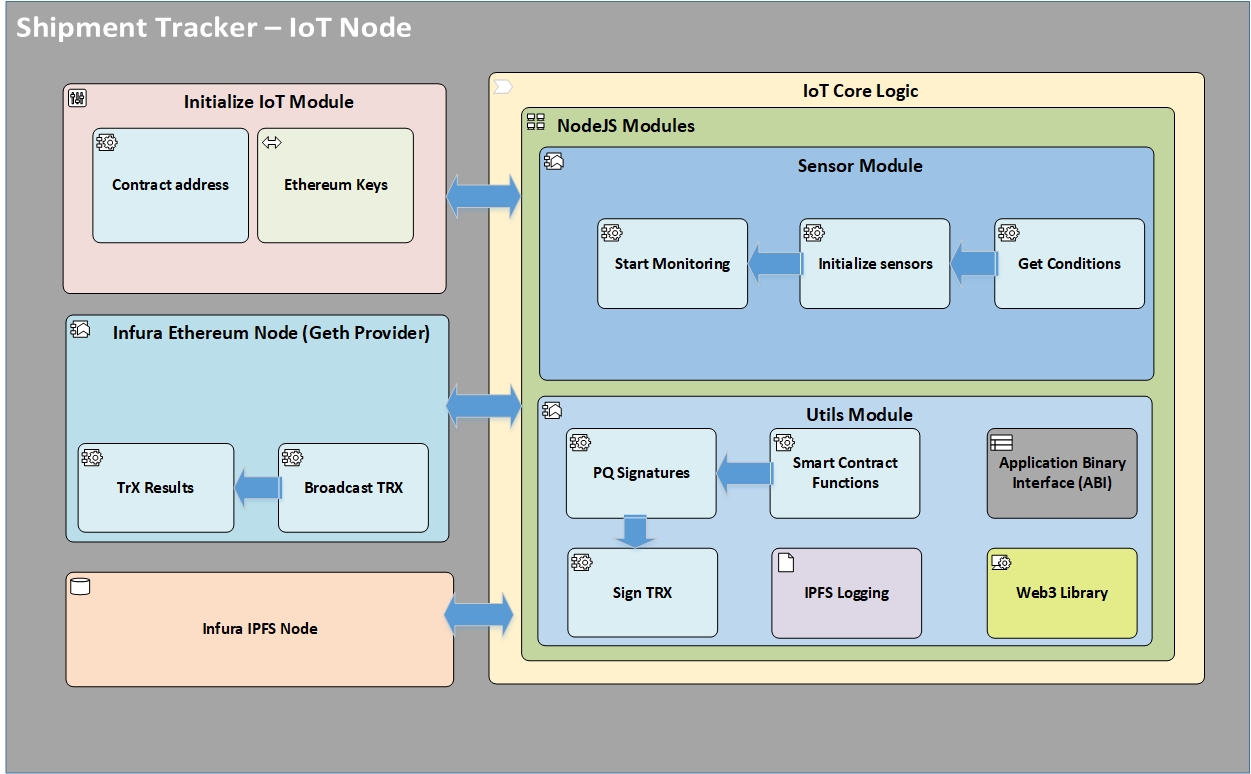 Shipment Tracker – IoT Node
Initialize IoT Module
Contract address
Ethereum Keys
Infura Ethereum Node (Geth Provider)
TrX Results
Broadcast TRX
Infura IPFS Node
IoT Core Logic
NodeJS Modules
Sensor Module
Start Monitoring
Initialize sensors
Get Conditions
Utils Module
PQ Signatures
Smart Contract
Functions
Application Binary
Interface (ABI)
Sign TRX
IPFS Logging
Web3 Library